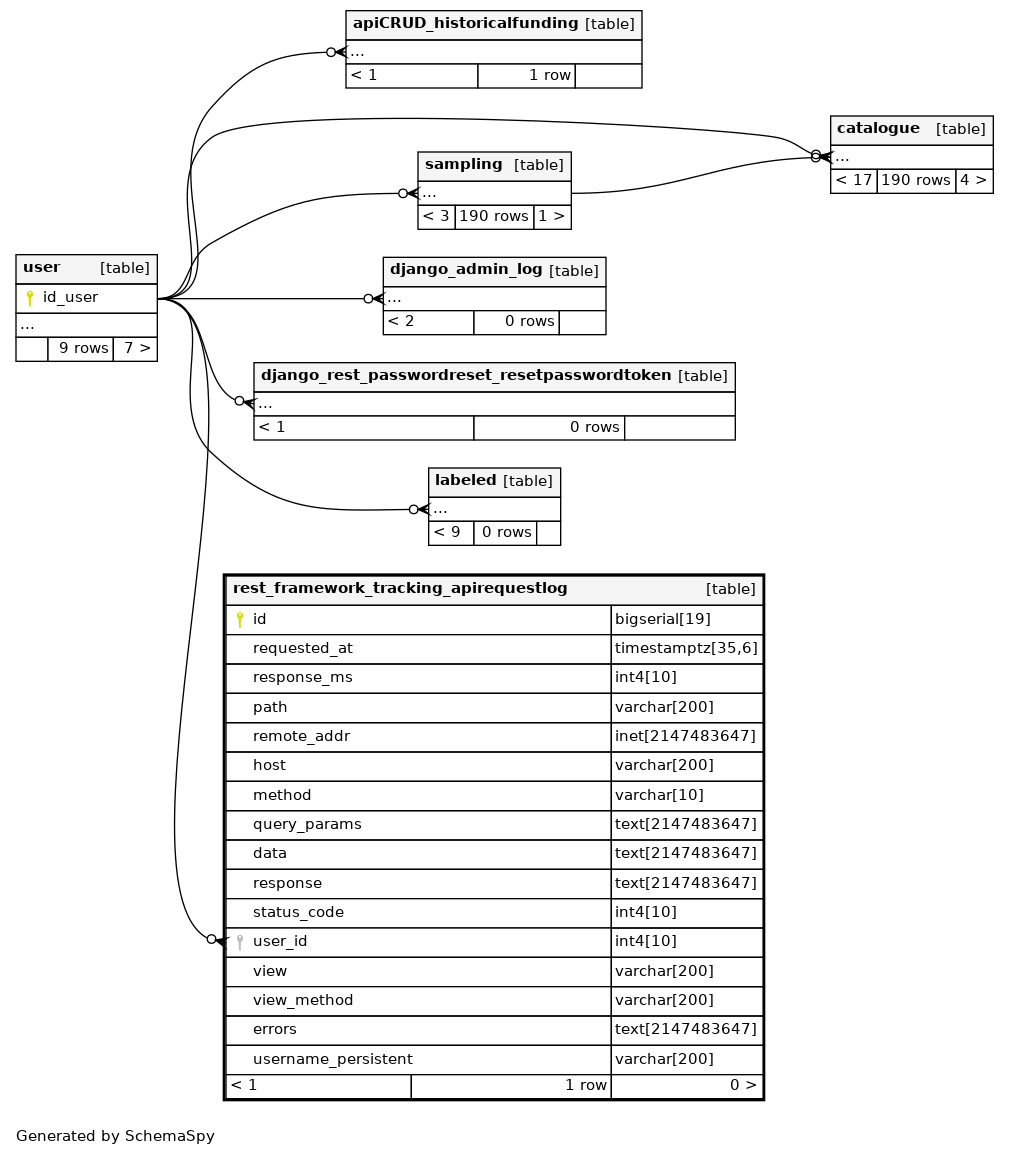 apiCRUD_historicalfunding [table]
...
< 1 1 row
catalogue [table]
...
< 17 190 rows 4 >
sampling [table]
...
< 3 190 rows 1 >
user [table]
id_user
...
9 rows 7 >
django_admin_log [table]
...
< 2 0 rows
django_rest_passwordreset_resetpasswordtoken [table]
...
< 1 0 rows
labeled [table]
...
< 9 0 rows
rest_framework_tracking_apirequestlog [table]
id bigserial[19]
requested_at timestamptz[35,6]
response_ms int4[10]
path varchar[200]
remote_addr inet[2147483647]
host varchar[200]
method varchar[10]
query_params text[2147483647]
data text[2147483647]
response text[2147483647]
status_code int4[10]
user_id int4[10]
view varchar[200]
view_method varchar[200]
errors text[2147483647]
username_persistent varchar[200]
< 1 1 row 0 >
Generated by SchemaSpy